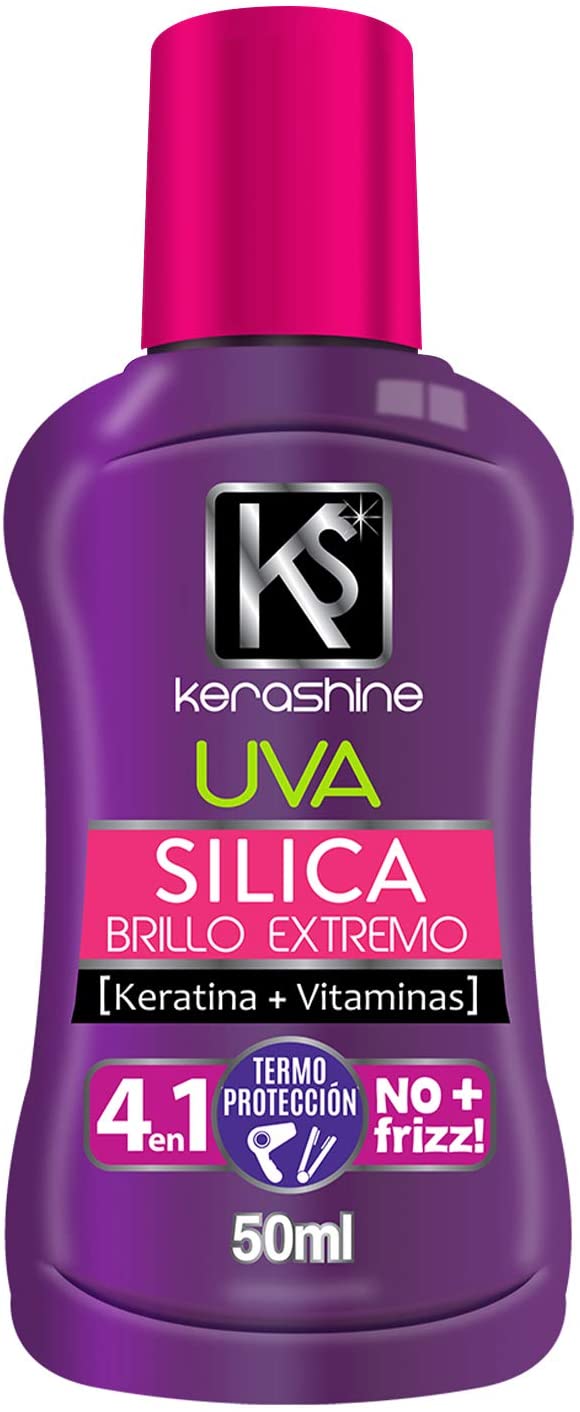 KS
kerashine
UVA
SILICA
BRILLO EXTREMO
[Keratina + Vitaminas]
4 en 1
TERMO
PROTECCIÓN
NO +
frizz!
50ml